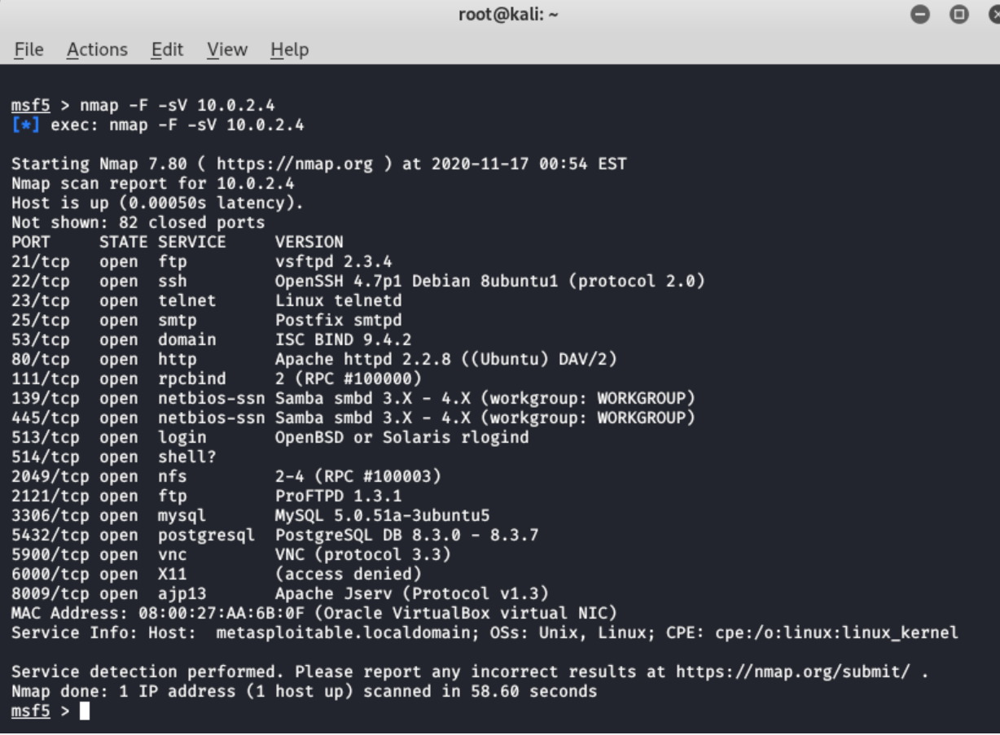 root@kali: ~
File Actions Edit View Help
msf5 > nmap -F -sV 10.0.2.4
[*] exec: nmap -F -sV 10.0.2.4
Starting Nmap 7.80 ( https://nmap.org ) at 2020-11-17 00:54 EST
Nmap scan report for 10.0.2.4
Host is up (0.00050s latency).
Not shown: 82 closed ports
PORT     STATE SERVICE     VERSION
21/tcp   open  ftp         vsftpd 2.3.4
22/tcp   open  ssh         OpenSSH 4.7p1 Debian 8ubuntu1 (protocol 2.0)
23/tcp   open  telnet      Linux telnetd
25/tcp   open  smtp        Postfix smtpd
53/tcp   open  domain      ISC BIND 9.4.2
80/tcp   open  http        Apache httpd 2.2.8 ((Ubuntu) DAV/2)
111/tcp  open  rpcbind     2 (RPC #100000)
139/tcp  open  netbios-ssn Samba smbd 3.X - 4.X (workgroup: WORKGROUP)
445/tcp  open  netbios-ssn Samba smbd 3.X - 4.X (workgroup: WORKGROUP)
513/tcp  open  login       OpenBSD or Solaris rlogind
514/tcp  open  shell?
2049/tcp open  nfs         2-4 (RPC #100003)
2121/tcp open  ftp         ProFTPD 1.3.1
3306/tcp open  mysql       MySQL 5.0.51a-3ubuntu5
5432/tcp open  postgresql  PostgreSQL DB 8.3.0 - 8.3.7
5900/tcp open  vnc         VNC (protocol 3.3)
6000/tcp open  X11         (access denied)
8009/tcp open  ajp13       Apache Jserv (Protocol v1.3)
MAC Address: 08:00:27:AA:6B:0F (Oracle VirtualBox virtual NIC)
Service Info: Host:  metasploitable.localdomain; OSs: Unix, Linux; CPE: cpe:/o:linux:linux_kernel
Service detection performed. Please report any incorrect results at https://nmap.org/submit/ .
Nmap done: 1 IP address (1 host up) scanned in 58.60 seconds
msf5 >